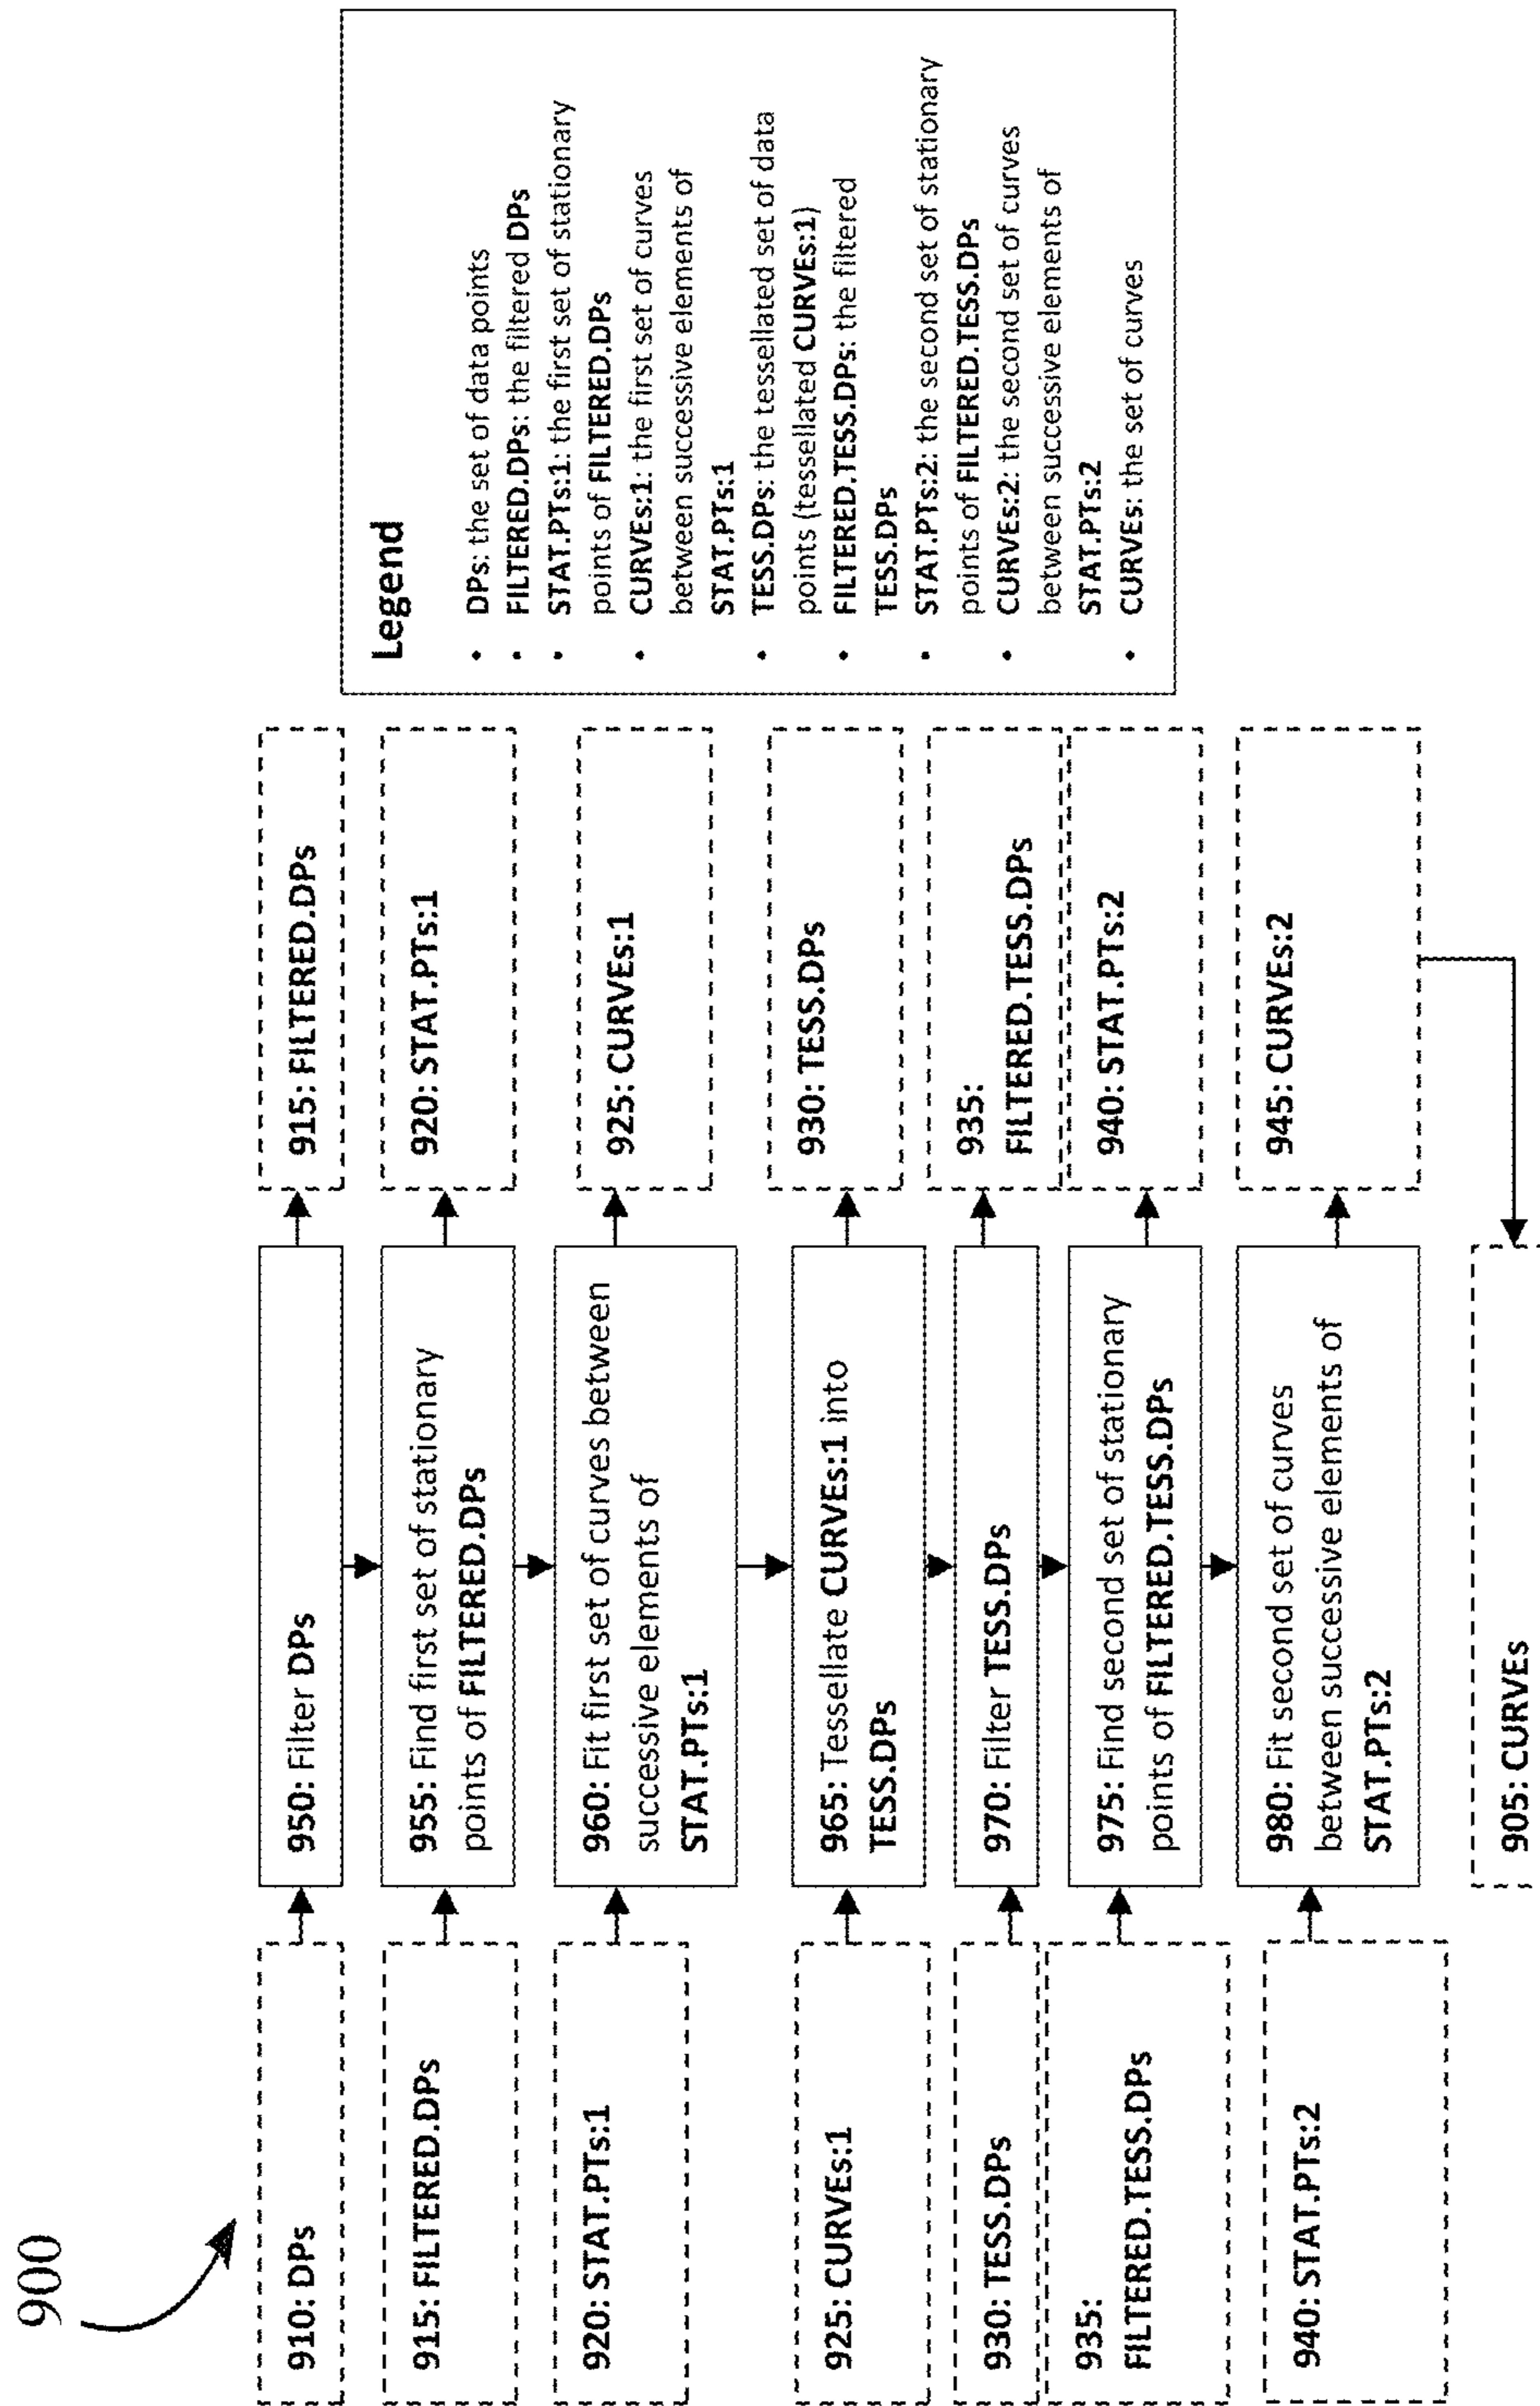 900
910: DPs
950: Filter DPs
915: FILTERED.DPs
915: FILTERED.DPs
955: Find first set of stationary
points of FILTERED.DPs
920: STAT.PTs:1
920: STAT.PTs:1
960: Fit first set of curves between
successive elements of
STAT.PTs:1
925: CURVEs:1
925: CURVEs:1
965: Tessellate CURVEs:1 into
TESS.DPs
930: TESS.DPs
930: TESS.DPs
970: Filter TESS.DPs
935:
FILTERED.TESS.DPs
935:
FILTERED.TESS.DPs
975: Find second set of stationary
points of FILTERED.TESS.DPs
940: STAT.PTs:2
940: STAT.PTs:2
980: Fit second set of curves
between successive elements of
STAT.PTs:2
945: CURVEs:2
905: CURVEs
Legend
• DPs: the set of data points
• FILTERED.DPs: the filtered DPs
• STAT.PTs:1: the first set of stationary
points of FILTERED.DPs
• CURVEs:1: the first set of curves
between successive elements of
STAT.PTs:1
• TESS.DPs: the tessellated set of data
points (tessellated CURVEs:1)
• FILTERED.TESS.DPs: the filtered
TESS.DPs
• STAT.PTs:2: the second set of stationary
points of FILTERED.TESS.DPs
• CURVEs:2: the second set of curves
between successive elements of
STAT.PTs:2
• CURVEs: the set of curves